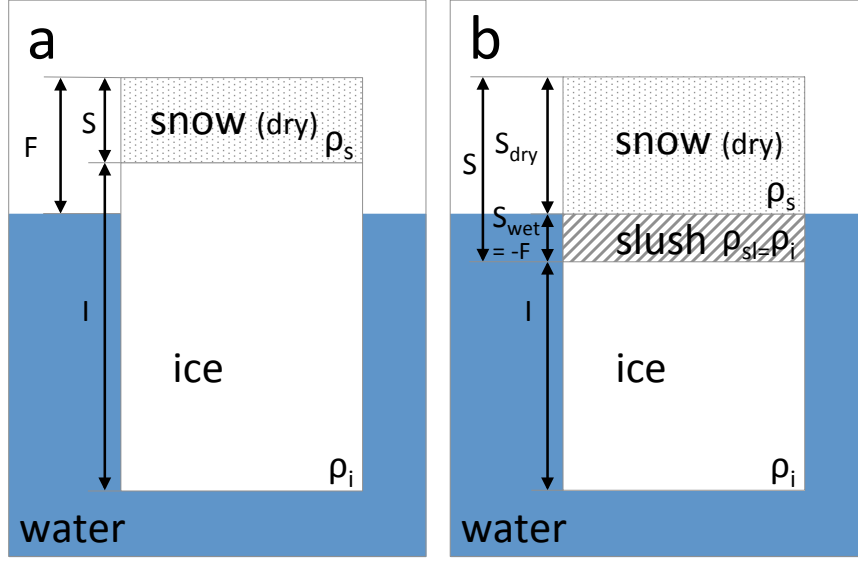 a
F
S
snow (dry)
ρs
I
ice
ρi
water
b
S
Sdry
snow (dry)
ρs
Swet
= -F
slush ρsl=ρi
I
ice
ρi
water